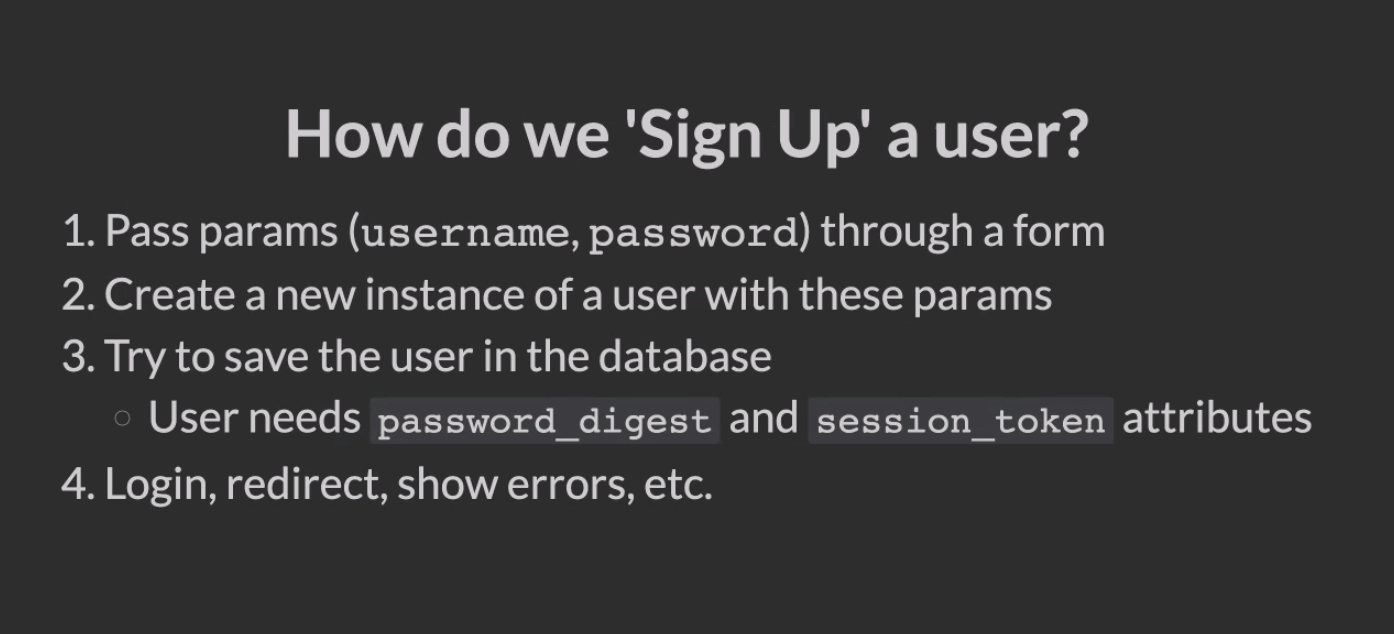 How do we 'Sign Up' a user?
1. Pass params (username, password) through a form
2. Create a new instance of a user with these params
3. Try to save the user in the database
○ User needs password_digest and session_token attributes
4. Login, redirect, show errors, etc.